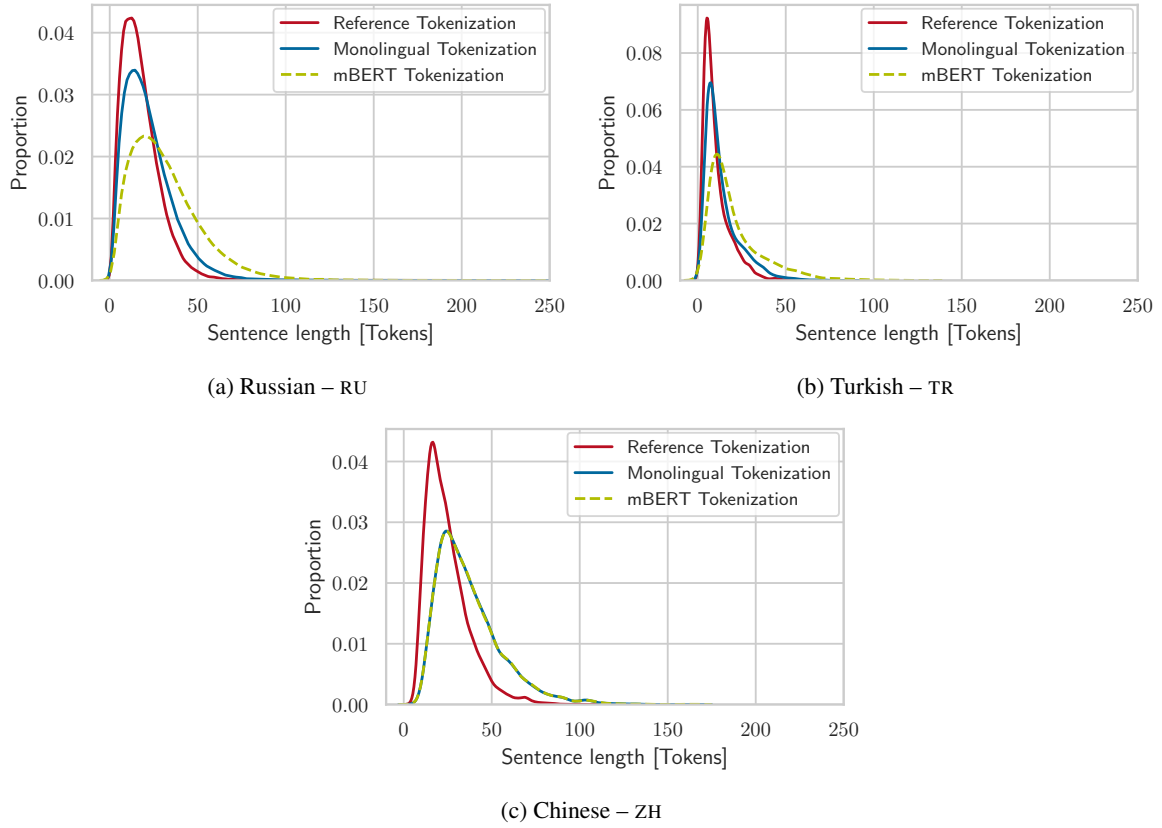 Reference Tokenization
Monolingual Tokenization
mBERT Tokenization
Proportion
0.04
0.03
0.02
0.01
0.00
0 50 100 150 200 250
Sentence length [Tokens]
(a) Russian – RU
Reference Tokenization
Monolingual Tokenization
mBERT Tokenization
Proportion
0.08
0.06
0.04
0.02
0.00
0 50 100 150 200 250
Sentence length [Tokens]
(b) Turkish – TR
Reference Tokenization
Monolingual Tokenization
mBERT Tokenization
Proportion
0.04
0.03
0.02
0.01
0.00
0 50 100 150 200 250
Sentence length [Tokens]
(c) Chinese – ZH